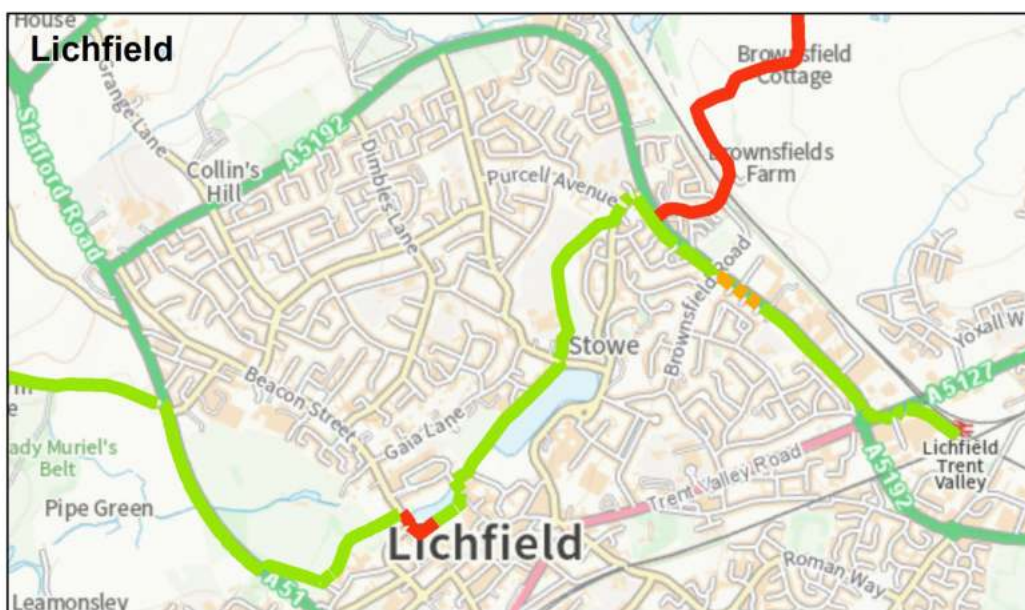 House
Lichfield
Grange Lane
Stafford Road
A5192
Collin's
Hill
Dimbles Lane
Purcell Avenue
Brownsfield
Cottage
Brownsfields
Farm
Brownsfield Road
Stowe
Yoxall
A5127
Beacon Street
Gaia Lane
Muriel's
Belt
Pipe Green
Trent Valley Road
Lichfield
Trent
Valley
A5192
Lichfield
A51
Roman Way
Leamonsley